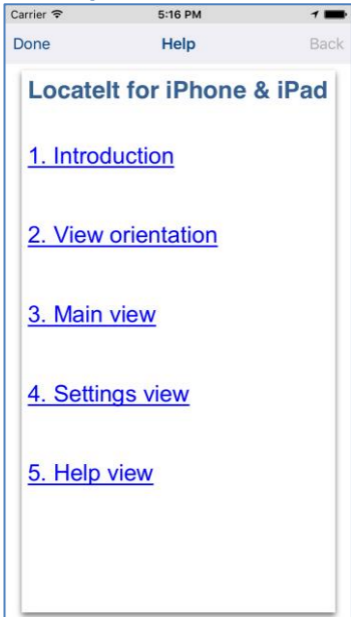 Carrier 5:16 PM
Done Help Back
LocateIt for iPhone & iPad
1. Introduction
2. View orientation
3. Main view
4. Settings view
5. Help view